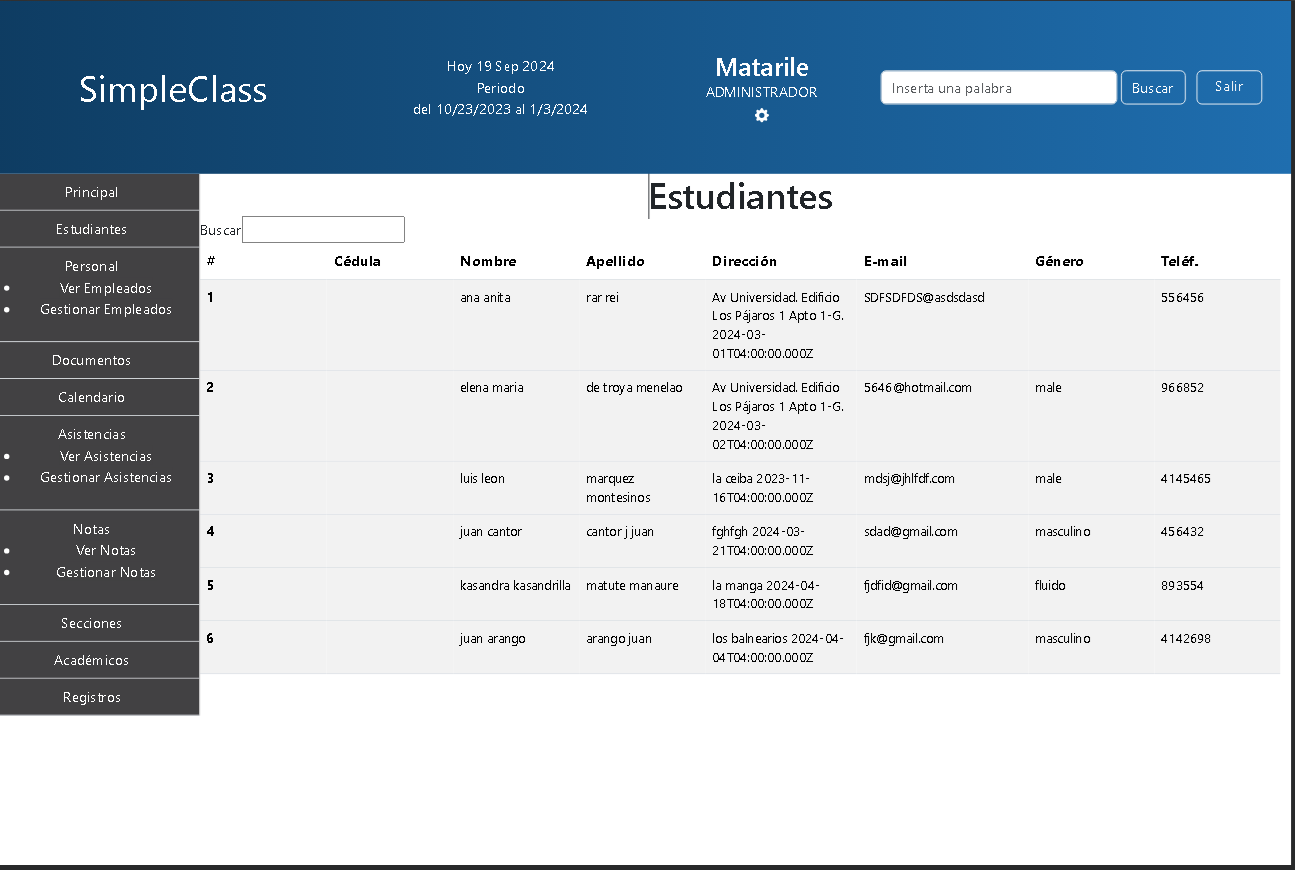 SimpleClass
Hoy 19 Sep 2024
Periodo
del 10/23/2023 al 1/3/2024
Matarile
ADMINISTRADOR
Inserta una palabra
Buscar
Salir
Principal
Estudiantes
Personal
Ver Empleados
Gestionar Empleados
Documentos
Calendario
Asistencias
Ver Asistencias
Gestionar Asistencias
Notas
Ver Notas
Gestionar Notas
Secciones
Académicos
Registros
Estudiantes
Buscar
# Cédula Nombre Apellido Dirección E-mail Género Teléf.
1 ana anita rar rei Av Universidad. Edificio SDFSDFDS@asdsdasd 556456
Los Pájaros 1 Apto 1-G.
2024-03-
01T04:00:00.000Z
2 elena maria de troya menelao Av Universidad. Edificio 5646@hotmail.com male 966852
Los Pájaros 1 Apto 1-G.
2024-03-
02T04:00:00.000Z
3 luis leon marquez la ceiba 2023-11- mdsj@jhlfdf.com male 4145465
montesinos 16T04:00:00.000Z
4 juan cantor cantor j juan fghfgh 2024-03- sdad@gmail.com masculino 456432
21T04:00:00.000Z
5 kasandra kasandrilla matute manaure la manga 2024-04- fjdfid@gmail.com fluido 893554
18T04:00:00.000Z
6 juan arango arango juan los balnearios 2024-04- fjk@gmail.com masculino 4142698
04T04:00:00.000Z